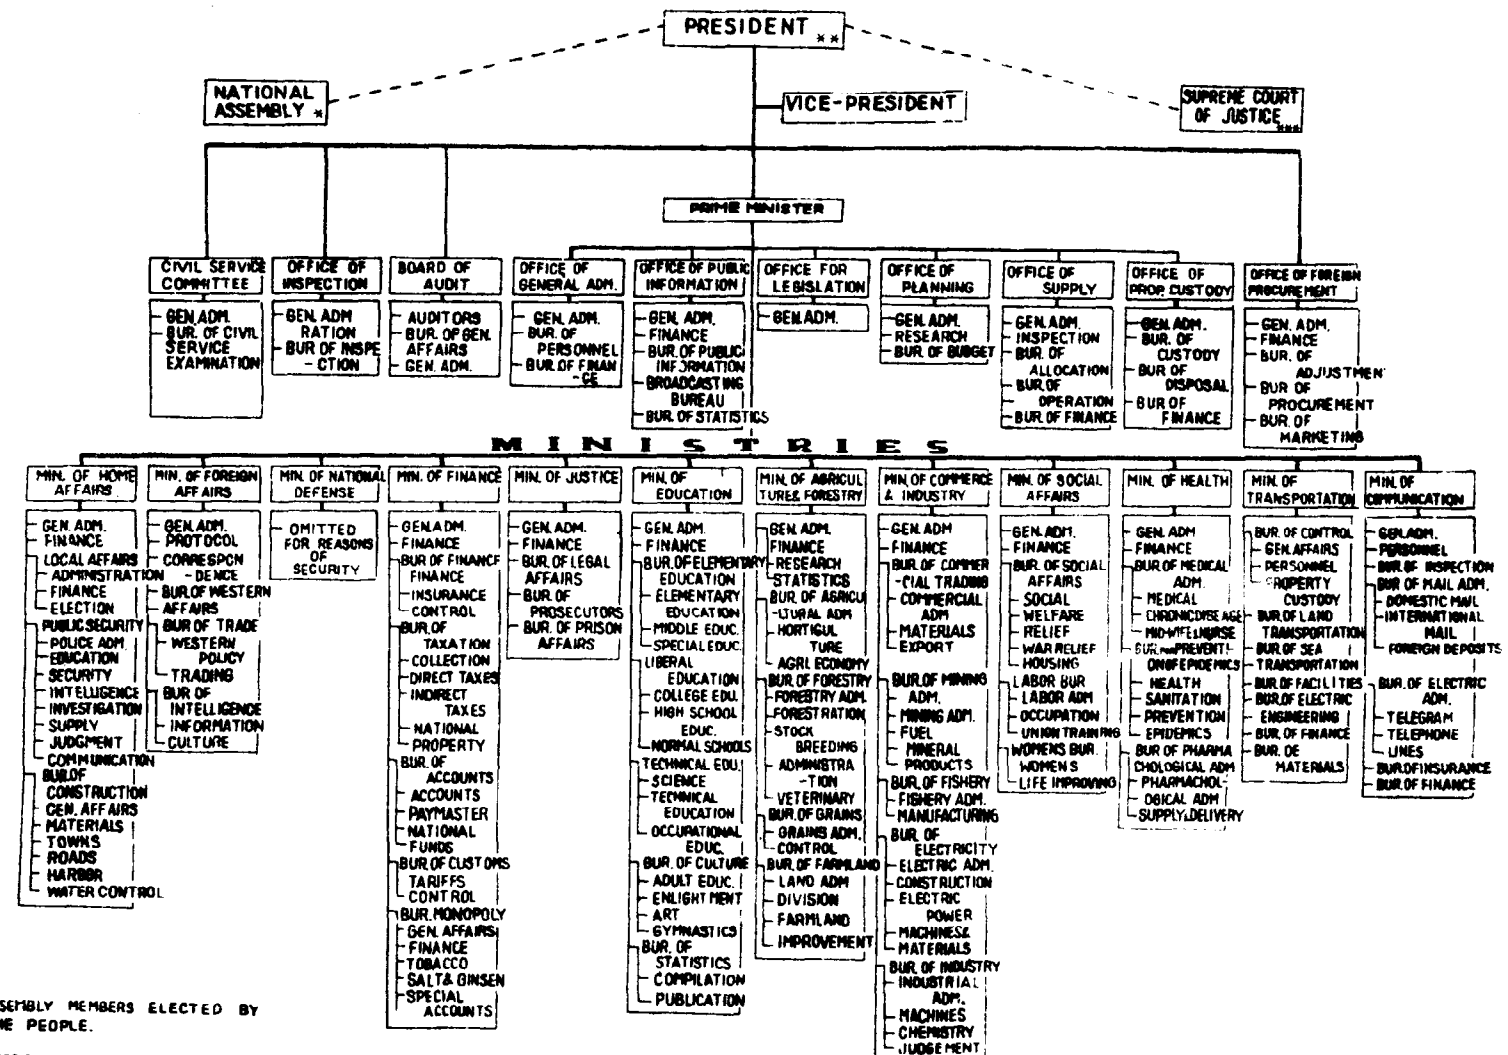 PRESIDENT **
NATIONAL
ASSEMBLY *
VICE-PRESIDENT
SUPREME COURT
OF JUSTICE ***
PRIME MINISTER
CIVIL SERVICE
COMMITTEE
GEN. ADM.
BUR. OF CIVIL
SERVICE
EXAMINATION
OFFICE OF
INSPECTION
GEN. ADM
RATION
BUR OF INSPE
-CTION
BOARD OF
AUDIT
AUDITORS
BUR. OF GEN.
AFFAIRS
GEN. ADM.
OFFICE OF
GENERAL ADM.
GEN. ADM.
BUR. OF
PERSONNEL
BUR. OF FINAN
-CE
OFFICE OF PUBLIC
INFORMATION
GEN. ADM.
FINANCE
BUR. OF PUBLIC
INFORMATION
BROADCASTING
BUREAU
BUR. OF STATISTICS
OFFICE FOR
LEGISLATION
GEN. ADM.
OFFICE OF
PLANNING
GEN. ADM.
RESEARCH
BUR. OF BUDGET
OFFICE OF
SUPPLY
GEN. ADM.
INSPECTION
BUR. OF
ALLOCATION
BUR. OF
OPERATION
BUR. OF FINANCE
OFFICE OF
PROP. CUSTODY
GEN. ADM.
BUR. OF
CUSTODY
BUR OF
DISPOSAL
BUR OF
FINANCE
OFFICE OF FOREIGN
PROCUREMENT
GEN. ADM.
FINANCE
BUR. OF
ADJUSTMEN
BUR OF
PROCUREMENT
BUR. OF
MARKETING
MINISTRIES
MIN. OF HOME
AFFAIRS
GEN. ADM.
FINANCE
LOCAL AFFAIRS
ADMINISTRATION
FINANCE
ELECTION
PUBLIC SECURITY
POLICE ADM.
EDUCATION
SECURITY
INTELLIGENCE
INVESTIGATION
SUPPLY
JUDGMENT
COMMUNICATION
BUR. OF
CONSTRUCTION
GEN. AFFAIRS
MATERIALS
TOWNS
ROADS
HARBOR
WATER CONTROL
MIN. OF FOREIGN
AFFAIRS
GEN. ADM.
PROTOCOL
CORRESPON
-DENCE
BUR. OF WESTERN
AFFAIRS
BUR OF TRADE
WESTERN
POLICY
TRADING
BUR OF
INTELLIGENCE
INFORMATION
CULTURE
MIN. OF NATIONAL
DEFENSE
OMITTED
FOR REASONS
OF
SECURITY
MIN. OF FINANCE
GEN. ADM.
FINANCE
BUR OF FINANCE
FINANCE
INSURANCE
CONTROL
BUR. OF
TAXATION
COLLECTION
DIRECT TAXES
INDIRECT
TAXES
NATIONAL
PROPERTY
BUR. OF
ACCOUNTS
ACCOUNTS
PAYMASTER
NATIONAL
FUNDS
BUR. OF CUSTOMS
TARIFFS
CONTROL
BUR. MONOPOLY
GEN. AFFAIRS
FINANCE
TOBACCO
SALT & GINSEN
SPECIAL
ACCOUNTS
MIN. OF JUSTICE
GEN. ADM.
FINANCE
BUR. OF LEGAL
AFFAIRS
BUR. OF
PROSECUTORS
BUR. OF PRISON
AFFAIRS
MIN. OF
EDUCATION
GEN. ADM.
FINANCE
BUR. OF ELEMENTARY
EDUCATION
ELEMENTARY
EDUCATION
MIDDLE EDUC.
SPECIAL EDUC.
LIBERAL
EDUCATION
COLLEGE EDU.
HIGH SCHOOL
EDUC.
NORMAL SCHOOLS
TECHNICAL EDU.
SCIENCE
TECHNICAL
EDUCATION
OCCUPATIONAL
EDUC.
BUR. OF CULTURE
ADULT EDUC.
ENLIGHTMENT
ART
GYMNASTICS
BUR. OF
STATISTICS
COMPILATION
PUBLICATION
MIN. OF AGRICUL
TURE & FORESTRY
GEN. ADM.
FINANCE
RESEARCH
STATISTICS
BUR. OF AGRICU
-LTURAL ADM
HORTICUL
TURE
AGRI. ECONOMY
BUR. OF FORESTRY
FORESTRY ADM.
FORESTRATION
STOCK
BREEDING
ADMINISTRA
-TION
VETERINARY
BUR. OF GRAINS
GRAINS ADM.
CONTROL
BUR. OF FARMLAND
LAND ADM
DIVISION
FARMLAND
IMPROVEMENT
MIN. OF COMMERCE
& INDUSTRY
GEN. ADM
FINANCE
BUR. OF COMMER
-CIAL TRADING
COMMERCIAL
ADM
MATERIALS
EXPORT
BUR. OF MINING
ADM.
MINING ADM.
FUEL
MINERAL
PRODUCTS
BUR. OF FISHERY
FISHERY ADM.
MANUFACTURING
BUR. OF
ELECTRICITY
ELECTRIC ADM.
CONSTRUCTION
ELECTRIC
POWER
MACHINES &
MATERIALS
BUR. OF INDUSTRY
INDUSTRIAL
ADM.
MACHINES
CHEMISTRY
JUDGEMENT
MIN. OF SOCIAL
AFFAIRS
GEN. ADM.
FINANCE
BUR. OF SOCIAL
AFFAIRS
SOCIAL
WELFARE
RELIEF
WAR RELIEF
HOUSING
LABOR BUR
LABOR ADM
OCCUPATION
UNION TRAINING
WOMENS BUR.
WOMENS
LIFE IMPROVING
MIN. OF HEALTH
GEN. ADM
FINANCE
BUR. OF MEDICAL
ADM.
MEDICAL
MID-WIFE & NURSE
PREVENTI
ON OF EPIDEMICS
HEALTH
SANITATION
PREVENTION
EPIDEMICS
BUR OF PHARMA
CHOLOGICAL ADM
PHARMACHOL-
OGICAL ADM
SUPPLY & DELIVERY
MIN. OF
TRANSPORTATION
BUR. OF CONTROL
GEN. AFFAIRS
PERSONNEL
PROPERTY
CUSTODY
BUR. OF LAND
TRANSPORTATION
BUR. OF SEA
TRANSPORTATION
BUR. OF FACILITIES
BUR. OF ELECTRIC
ENGINEERING
BUR. OF FINANCE
BUR. OF
MATERIALS
MIN. OF
COMMUNICATION
GEN. ADM.
PERSONNEL
BUR. OF INSPECTION
BUR OF MAIL ADM.
DOMESTIC MAIL
INTERNATIONAL
MAIL
FOREIGN DEPOSITS
BUR. OF ELECTRIC
ADM.
TELEGRAM
TELEPHONE
LINES
BUR. OF INSURANCE
BUR. OF FINANCE
SEMBLY MEMBERS ELECTED BY
PEOPLE.